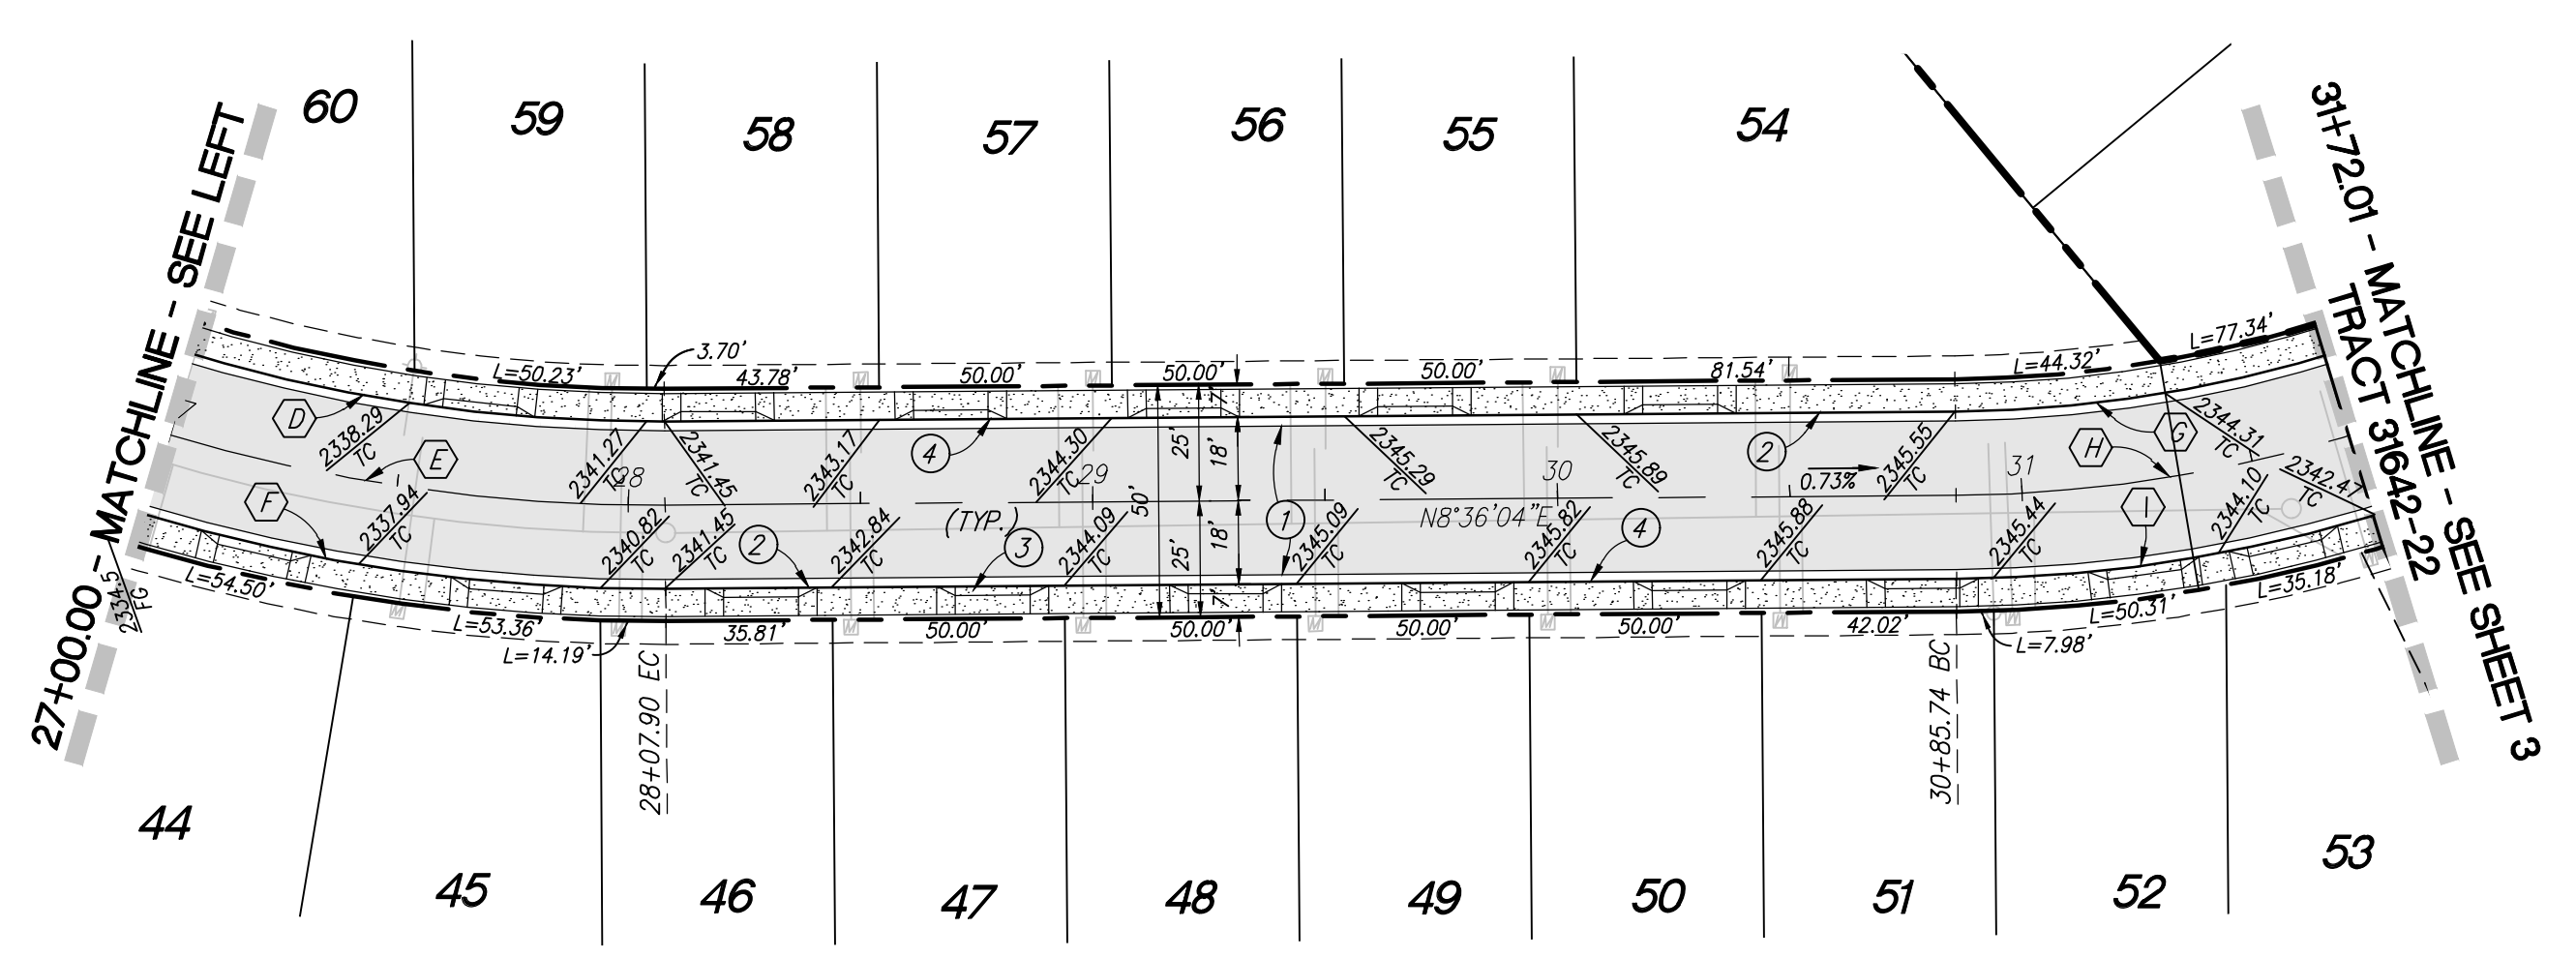 60
59
58
57
56
55
54
27+00.00 - MATCHLINE - SEE LEFT
31+72.01 - MATCHLINE - SEE SHEET 3
TRACT 31642-22
L=50.23'
3.70'
43.78'
50.00'
50.00'
50.00'
81.54'
L=44.32'
L=77.34'
7
D
2338.29
TC
E
2341.27
TC
28
2341.45
TC
2343.17
TC
4
2344.30
TC
29
25'
18'
7'
2345.29
TC
30
2345.89
TC
2
0.73%
2345.55
TC
31
H
G
2344.31
TC
2342.47
TC
F
2337.94
TC
2340.82
TC
2341.45
TC
2
2342.84
TC
(TYP.)
3
2344.09
TC
50'
25'
18'
7'
1
2345.09
TC
N8°36'04"E
2345.82
TC
4
2345.88
TC
2345.44
TC
I
2344.10
TC
2334.5
FG
L=54.50'
L=53.36'
L=14.19'
35.81'
50.00'
50.00'
50.00'
50.00'
42.02'
L=7.98'
L=50.31'
L=35.18'
28+07.90 EC
30+85.74 BC
44
45
46
47
48
49
50
51
52
53